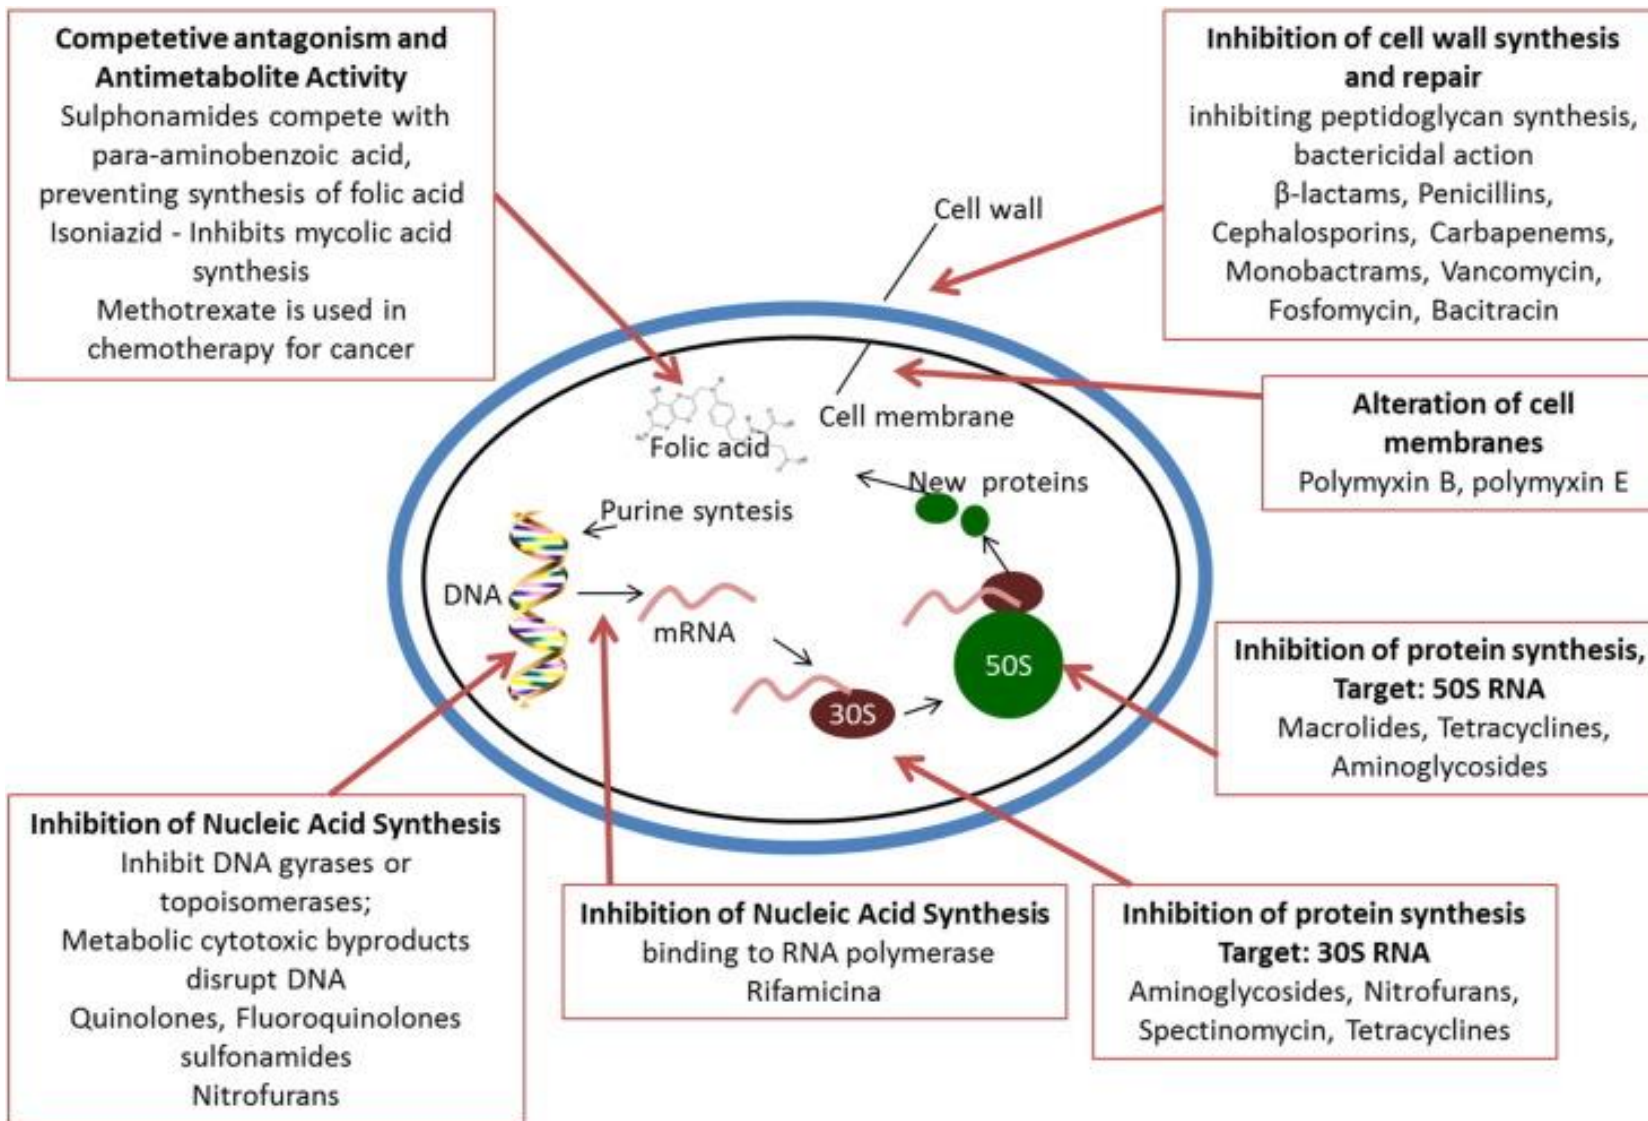 Competetive antagonism and
Antimetabolite Activity
Sulphonamides compete with
para-aminobenzoic acid,
preventing synthesis of folic acid
Isoniazid - Inhibits mycolic acid
synthesis
Methotrexate is used in
chemotherapy for cancer
Inhibition of cell wall synthesis
and repair
inhibiting peptidoglycan synthesis,
bactericidal action
β-lactams, Penicillins,
Cephalosporins, Carbapenems,
Monobactrams, Vancomycin,
Fosfomycin, Bacitracin
Cell wall
Cell membrane
Folic acid
Alteration of cell
membranes
Polymyxin B, polymyxin E
New proteins
Purine syntesis
DNA
mRNA
30S
50S
Inhibition of protein synthesis,
Target: 50S RNA
Macrolides, Tetracyclines,
Aminoglycosides
Inhibition of Nucleic Acid Synthesis
Inhibit DNA gyrases or
topoisomerases;
Metabolic cytotoxic byproducts
disrupt DNA
Quinolones, Fluoroquinolones
sulfonamides
Nitrofurans
Inhibition of Nucleic Acid Synthesis
binding to RNA polymerase
Rifamicina
Inhibition of protein synthesis
Target: 30S RNA
Aminoglycosides, Nitrofurans,
Spectinomycin, Tetracyclines